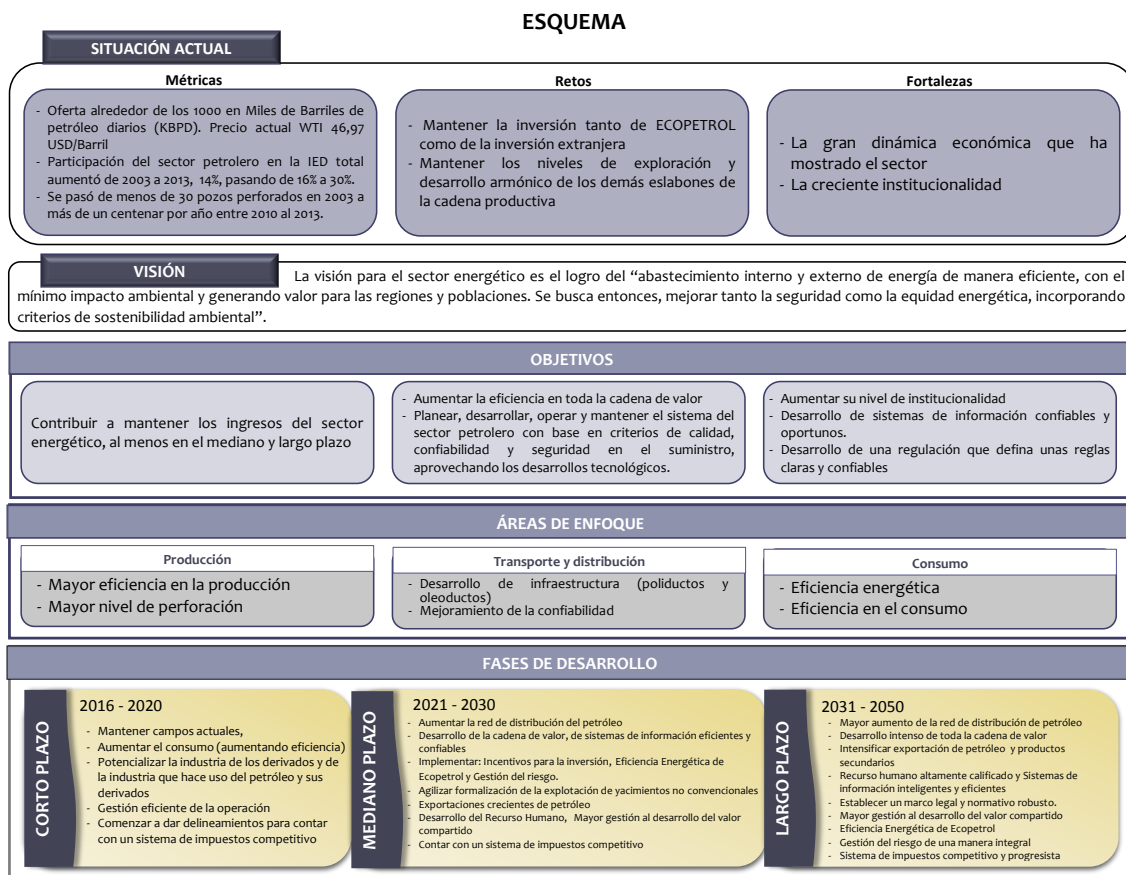 ESQUEMA
SITUACIÓN ACTUAL
Métricas
- Oferta alrededor de los 1000 en Miles de Barriles de
petróleo diarios (KBPD). Precio actual WTI 46,97
USD/Barril
- Participación del sector petrolero en la IED total
aumentó de 2003 a 2013, 14%, pasando de 16% a 30%.
- Se pasó de menos de 30 pozos perforados en 2003 a
más de un centenar por año entre 2010 al 2013.
Retos
- Mantener la inversión tanto de ECOPETROL
como de la inversión extranjera
- Mantener los niveles de exploración y
desarrollo armónico de los demás eslabones de
la cadena productiva
Fortalezas
- La gran dinámica económica que ha
mostrado el sector
- La creciente institucionalidad
VISIÓN
La visión para el sector energético es el logro del “abastecimiento interno y externo de energía de manera eficiente, con el
mínimo impacto ambiental y generando valor para las regiones y poblaciones. Se busca entonces, mejorar tanto la seguridad como la equidad energética, incorporando
criterios de sostenibilidad ambiental”.
OBJETIVOS
Contribuir a mantener los ingresos del sector
energético, al menos en el mediano y largo plazo
- Aumentar la eficiencia en toda la cadena de valor
- Planear, desarrollar, operar y mantener el sistema del
sector petrolero con base en criterios de calidad,
confiabilidad y seguridad en el suministro,
aprovechando los desarrollos tecnológicos.
- Aumentar su nivel de institucionalidad
- Desarrollo de sistemas de información confiables y
oportunos.
- Desarrollo de una regulación que defina unas reglas
claras y confiables
ÁREAS DE ENFOQUE
Producción
- Mayor eficiencia en la producción
- Mayor nivel de perforación
Transporte y distribución
- Desarrollo de infraestructura (poliductos y
oleoductos)
- Mejoramiento de la confiabilidad
Consumo
- Eficiencia energética
- Eficiencia en el consumo
FASES DE DESARROLLO
CORTO PLAZO
2016 - 2020
- Mantener campos actuales,
- Aumentar el consumo (aumentando eficiencia)
- Potencializar la industria de los derivados y de
la industria que hace uso del petróleo y sus
derivados
- Gestión eficiente de la operación
- Comenzar a dar delineamientos para contar
con un sistema de impuestos competitivo
MEDIANO PLAZO
2021 - 2030
- Aumentar la red de distribución del petróleo
- Desarrollo de la cadena de valor, de sistemas de información eficientes y
confiables
- Implementar: Incentivos para la inversión, Eficiencia Energética de
Ecopetrol y Gestión del riesgo.
- Agilizar formalización de la explotación de yacimientos no convencionales
- Exportaciones crecientes de petróleo
- Desarrollo del Recurso Humano, Mayor gestión al desarrollo del valor
compartido
- Contar con un sistema de impuestos competitivo
LARGO PLAZO
2031 - 2050
- Mayor aumento de la red de distribución de petróleo
- Desarrollo intenso de toda la cadena de valor
- Intensificar exportación de petróleo y productos
secundarios
- Recurso humano altamente calificado y Sistemas de
información inteligentes y eficientes
- Establecer un marco legal y normativo robusto.
- Mayor gestión al desarrollo del valor compartido
- Eficiencia Energética de Ecopetrol
- Gestión del riesgo de una manera integral
- Sistema de impuestos competitivo y progresista